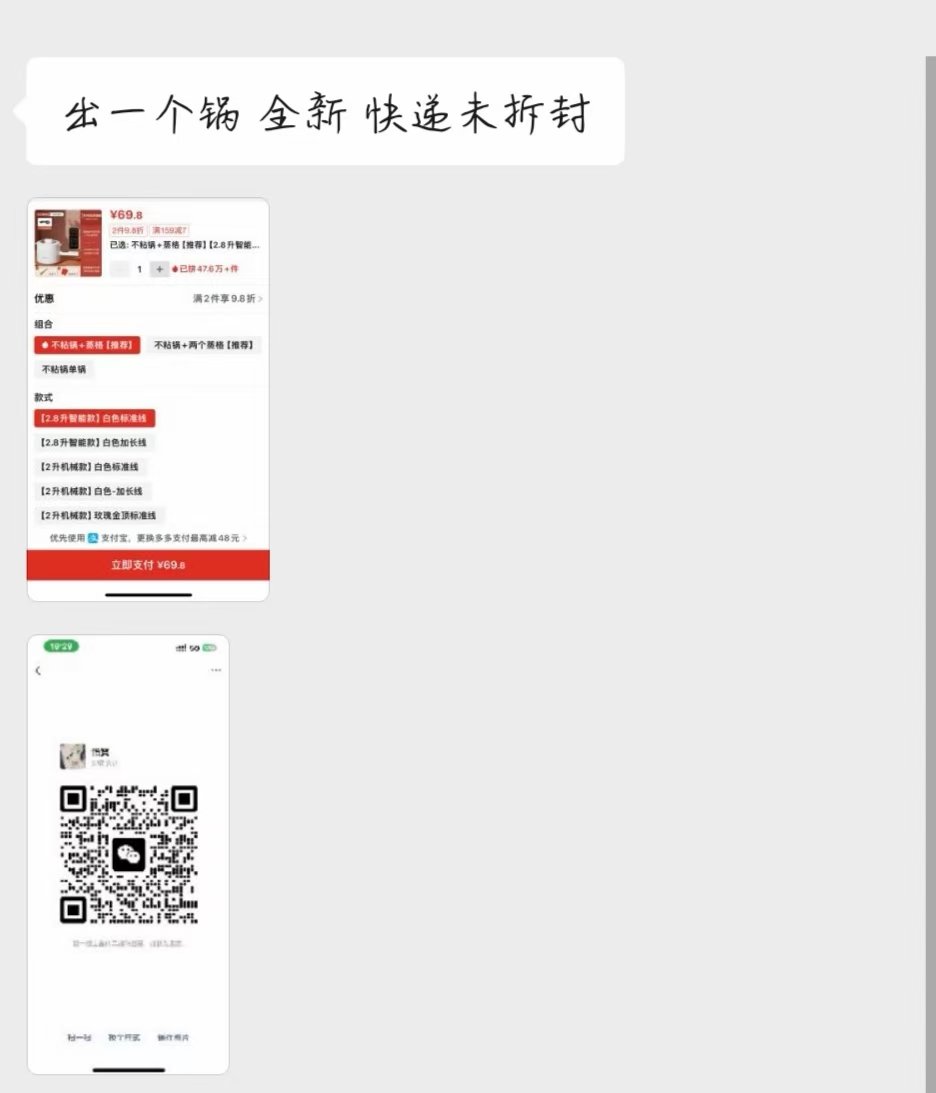 出一个锅 全新 快递未拆封
¥69.8
2件9.8折 满159减7
已选: 不粘锅+蒸格【推荐】【2.8升智能...
1 + 已拼47.6万+件
优惠 满2件享9.8折 >
组合
不粘锅+蒸格【推荐】 不粘锅+两个蒸格【推荐】
不粘锅单锅
款式
【2.8升智能款】白色标准线
【2.8升智能款】白色加长线
【2升机械款】白色标准线
【2升机械款】白色-加长线
【2升机械款】玫瑰金顶标准线
优先使用 支付宝，更换多多支付最高减48元 >
立即支付 ¥69.8
19:29 5G
扫一扫